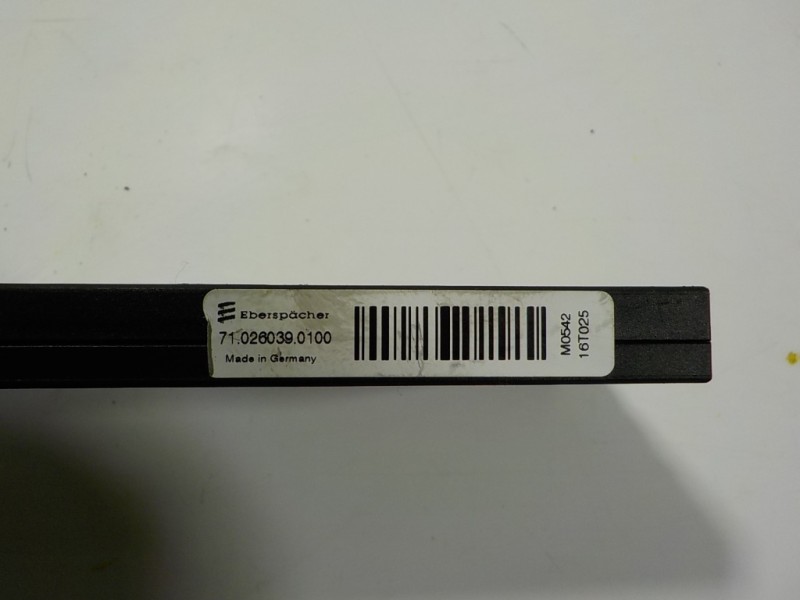 Eberspächer
71.026039.0100
Made in Germany
M0542
16T025